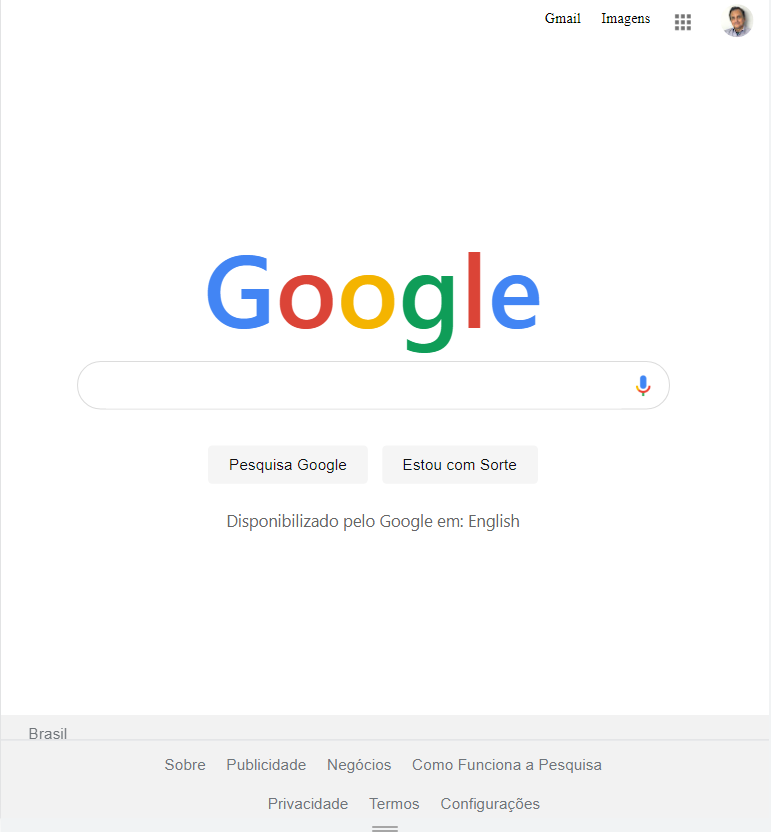 Gmail Imagens
Google
Pesquisa Google Estou com Sorte
Disponibilizado pelo Google em: English
Brasil
Sobre Publicidade Negócios Como Funciona a Pesquisa
Privacidade Termos Configurações